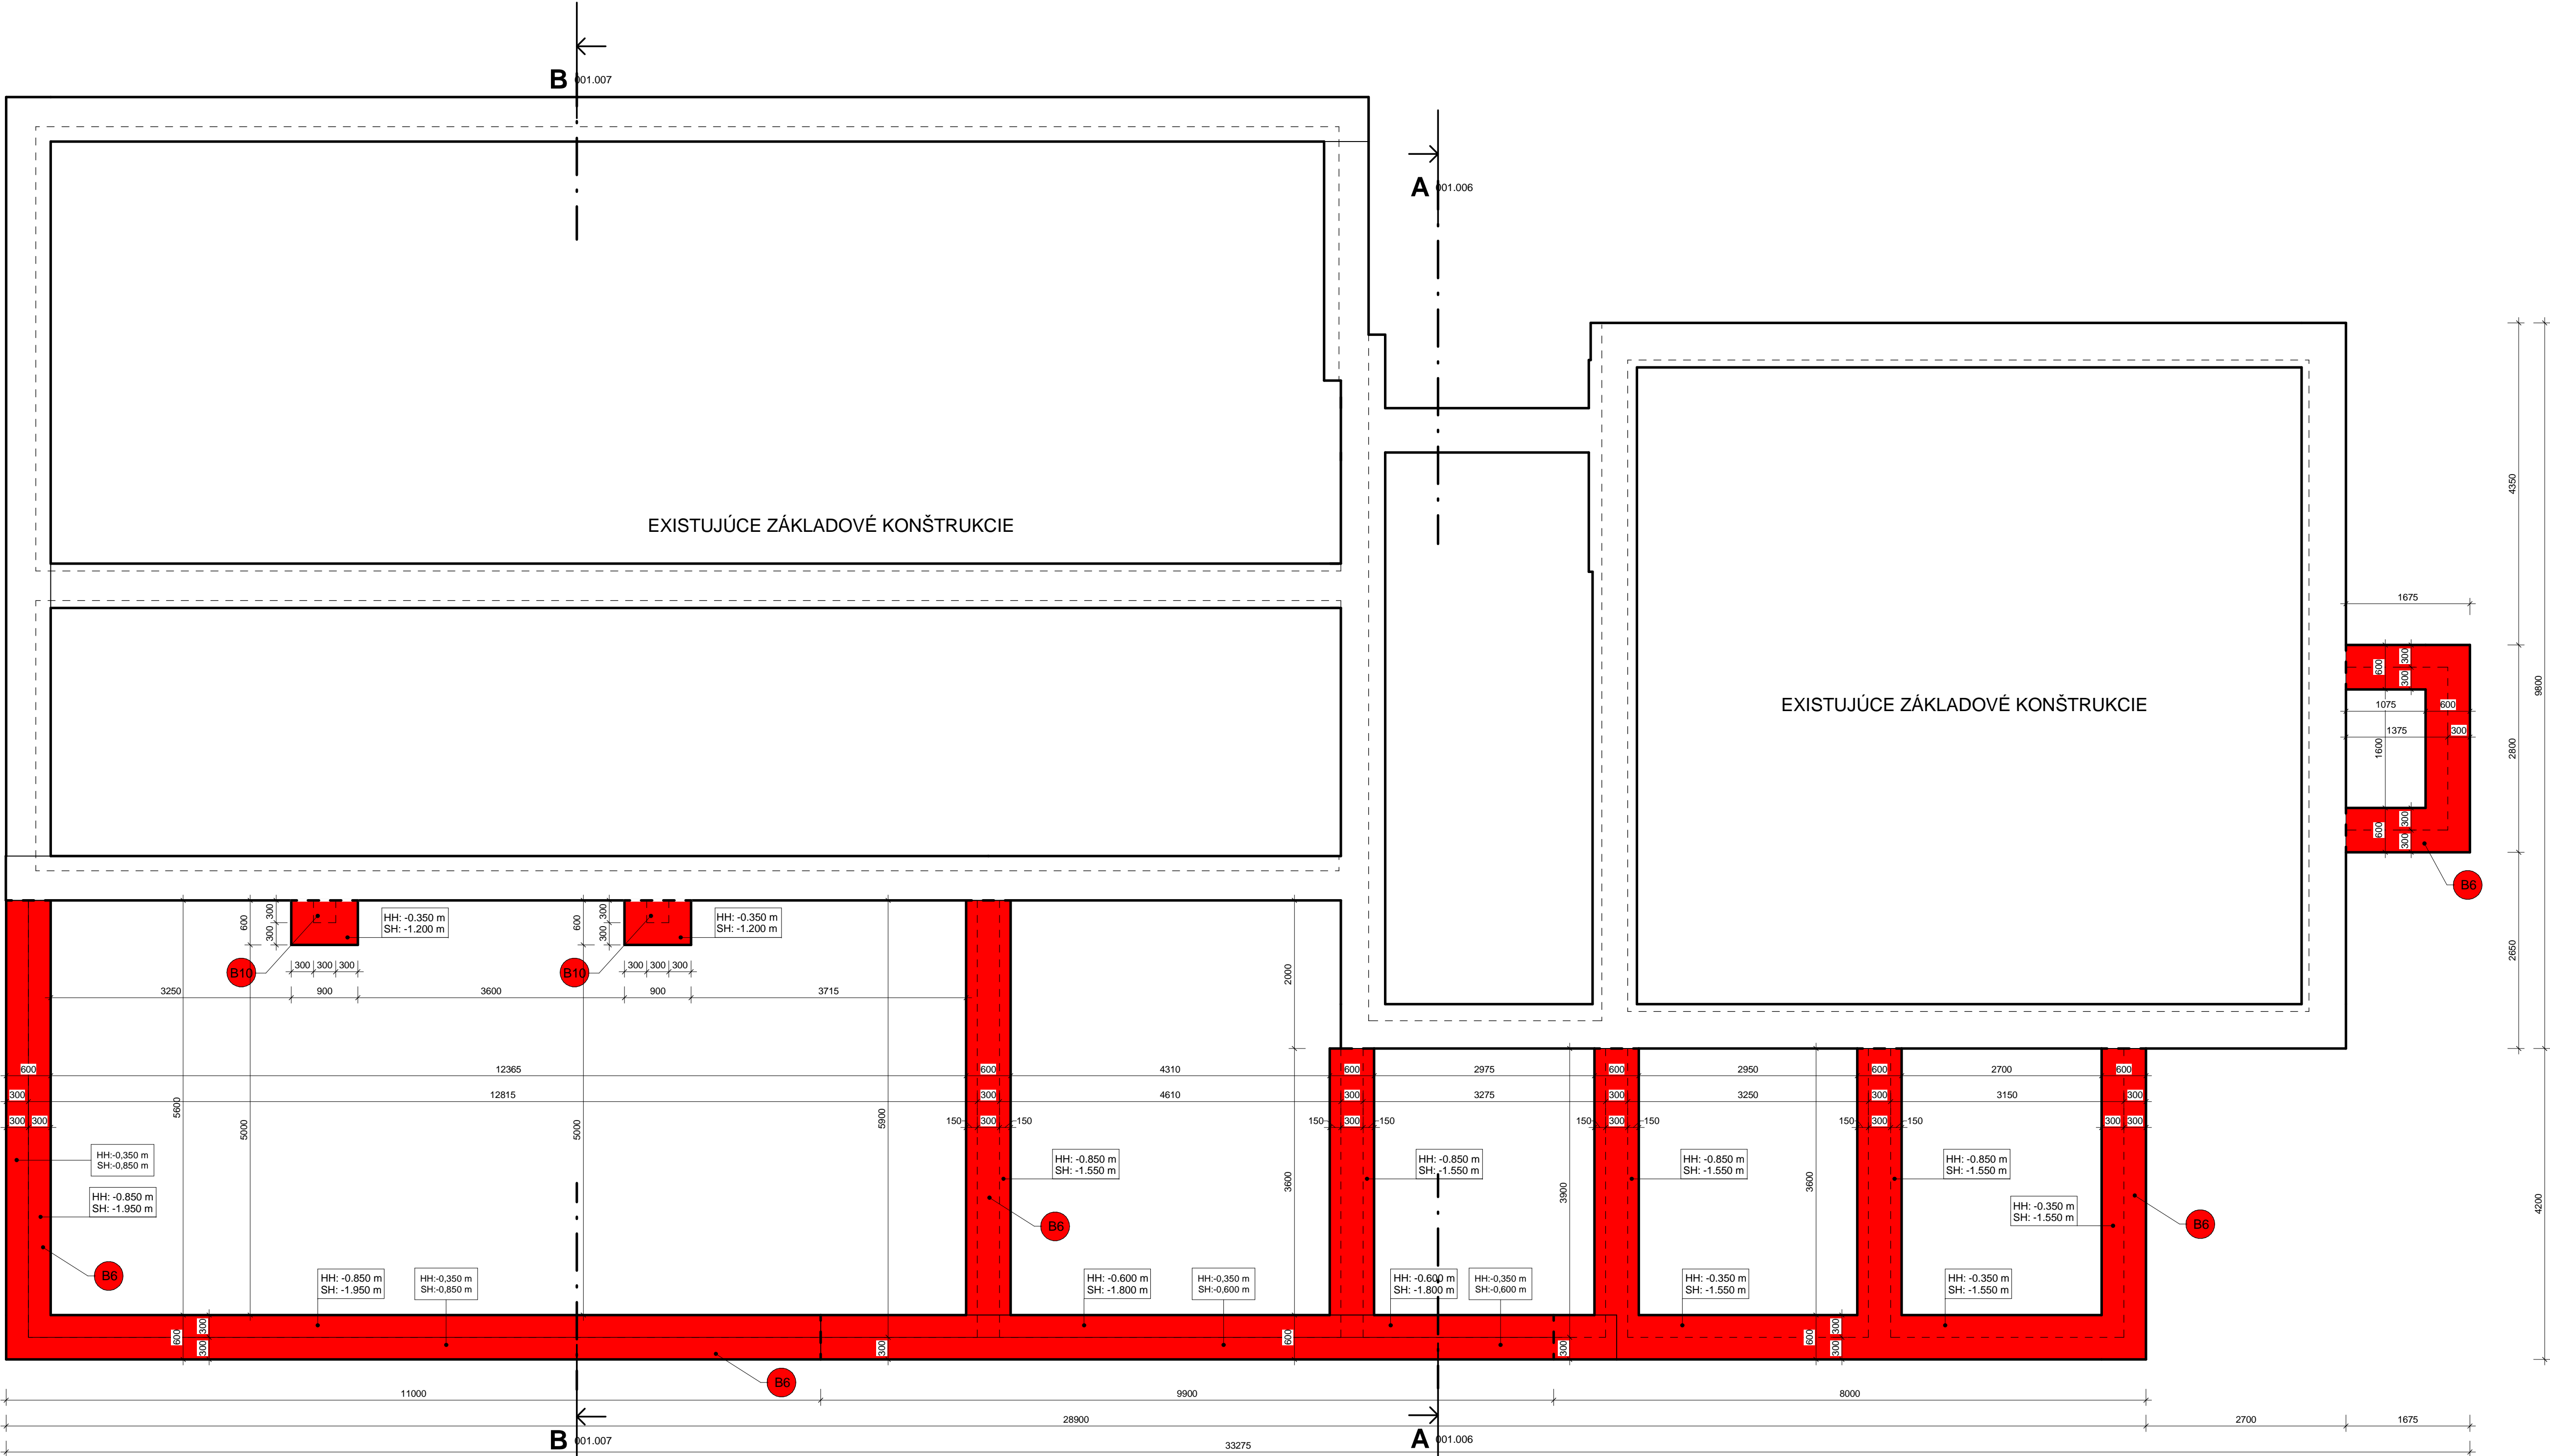 B 001.007
A 001.006
EXISTUJÚCE ZÁKLADOVÉ KONŠTRUKCIE
4350
1675
600
300
300
9800
EXISTUJÚCE ZÁKLADOVÉ KONŠTRUKCIE
1075
600
1375
300
1600
2800
600
300
300
B6
600
300
300
HH: -0.350 m
SH: -1.200 m
600
300
300
HH: -0.350 m
SH: -1.200 m
B10
300
300
300
B10
300
300
300
2000
2650
3250
900
3600
900
3715
600
12365
600
4310
600
2975
600
2950
600
2700
600
300
12815
300
4610
300
3275
300
3250
300
3150
300
300
300
5600
5000
5000
5900
150
300
150
150
300
150
150
300
150
150
300
150
300
300
HH:-0,350 m
SH:-0,850 m
HH: -0.850 m
SH: -1.550 m
HH: -0.850 m
SH: -1.550 m
HH: -0.850 m
SH: -1.550 m
HH: -0.850 m
SH: -1.550 m
3600
3900
3600
4200
HH: -0.850 m
SH: -1.950 m
HH: -0.350 m
SH: -1.550 m
B6
B6
B6
HH: -0.850 m
SH: -1.950 m
HH:-0,350 m
SH:-0,850 m
HH: -0.600 m
SH: -1.800 m
HH:-0,350 m
SH:-0,600 m
HH: -0.600 m
SH: -1.800 m
HH:-0,350 m
SH:-0,600 m
HH: -0.350 m
SH: -1.550 m
HH: -0.350 m
SH: -1.550 m
600
300
300
300
600
300
600
300
300
B6
11000
9900
8000
28900
2700
1675
B 001.007
A 001.006
33275